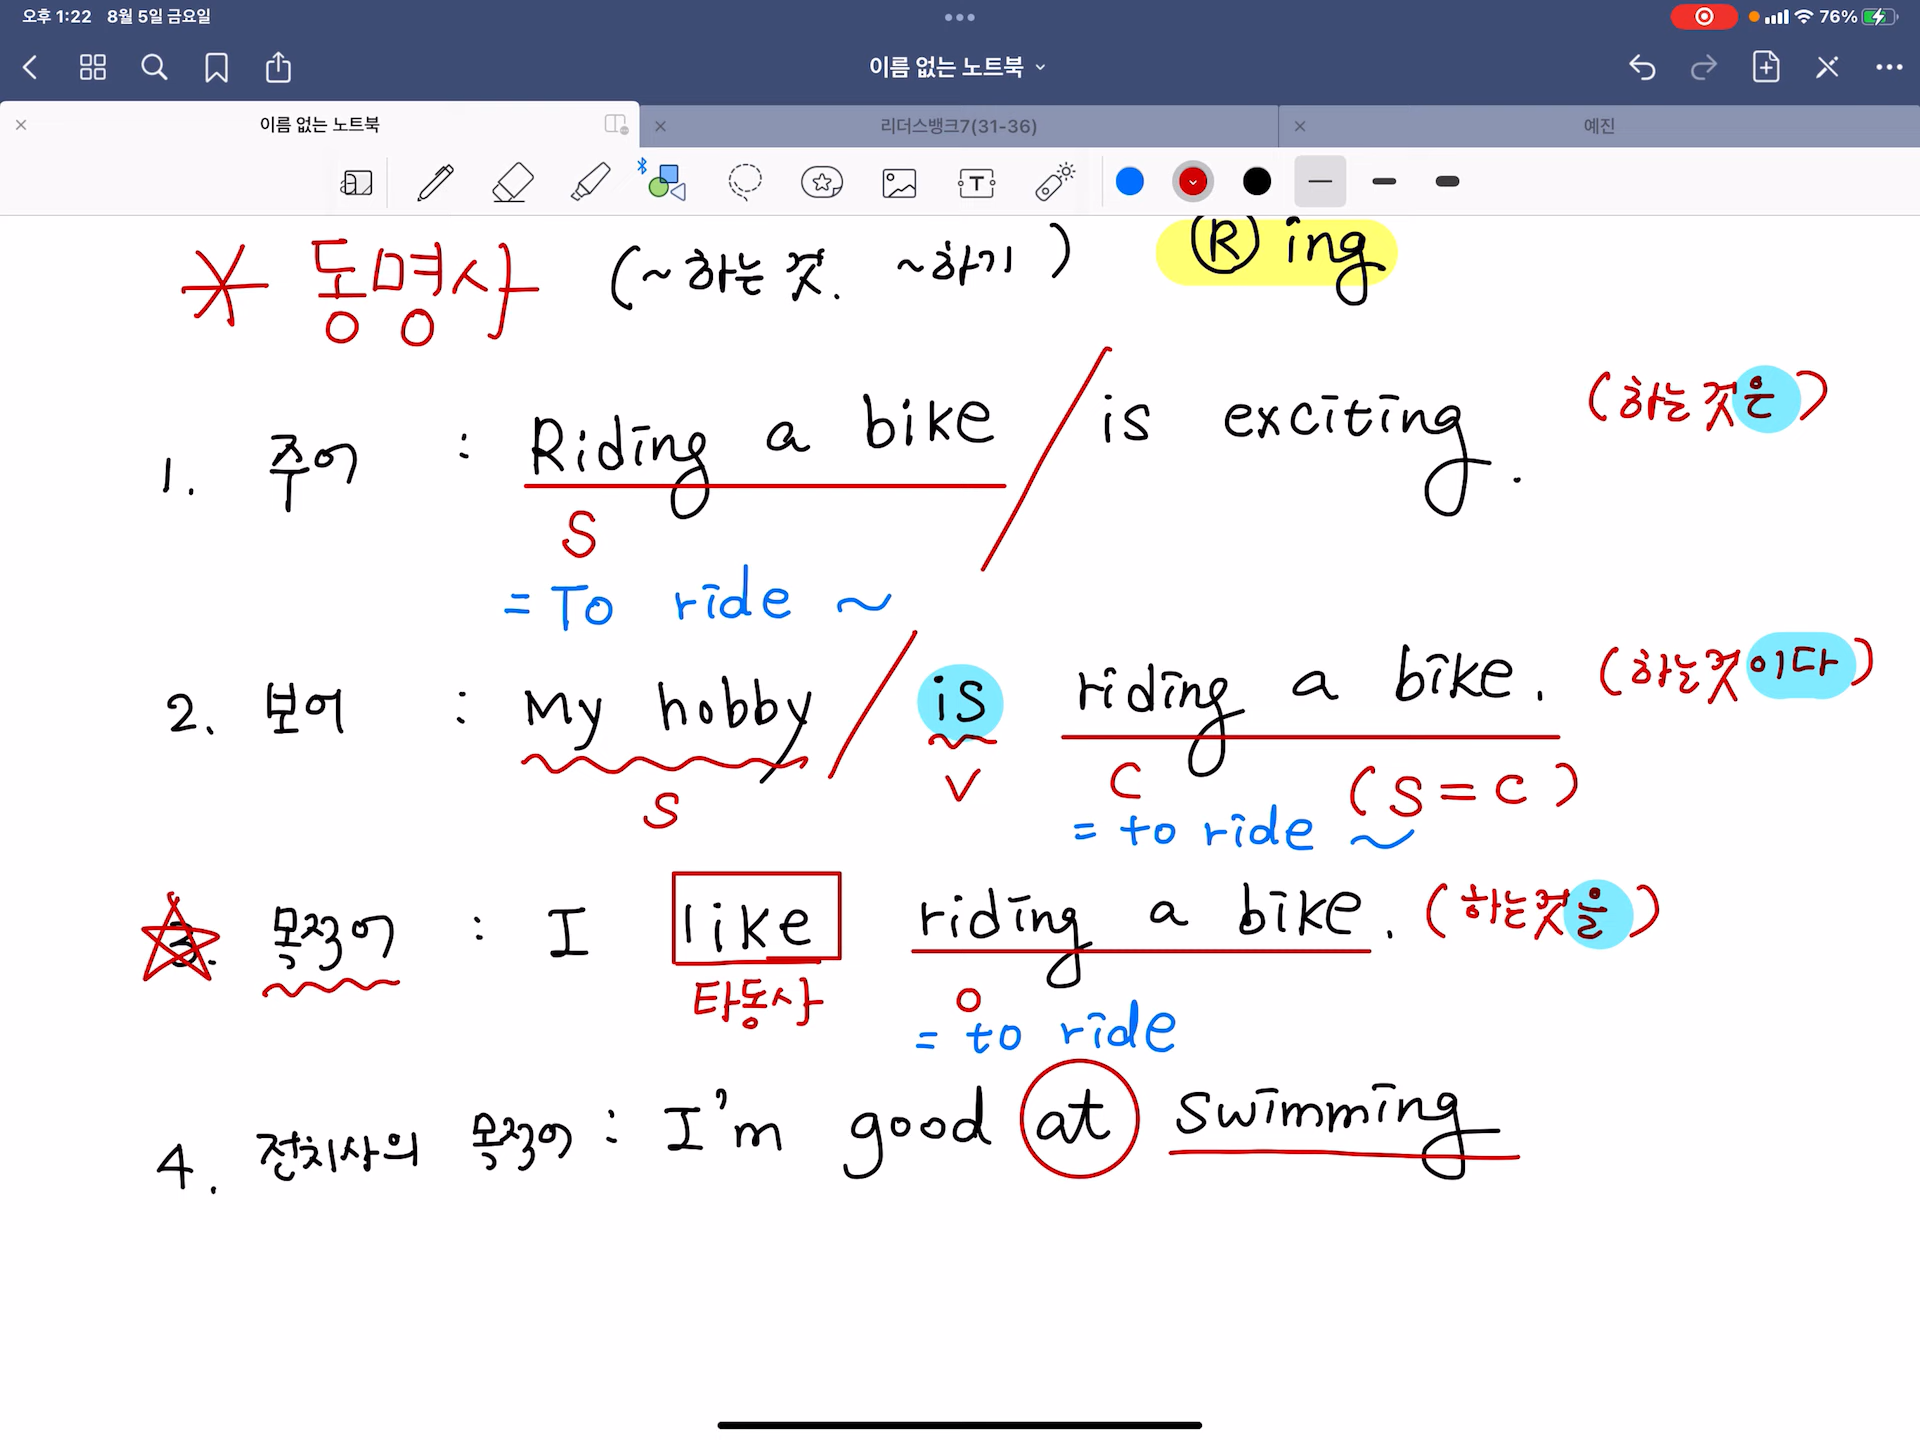 오후 1:22 8월 5일 금요일
76%
이름 없는 노트북
이름 없는 노트북
리더스뱅크7(31-36)
예진
* 동명사 (~하는 것. ~하기) Ⓡ ing
1. 주어 : Riding a bike / is exciting. (하는 것은)
S
= To ride ~
2. 보어 : My hobby / is riding a bike. (하는것이다)
S V C (S = C)
= to ride ~
3. 목적어 : I like riding a bike. (하는것을)
타동사 O
= to ride
4. 전치사의 목적어 : I'm good at swimming